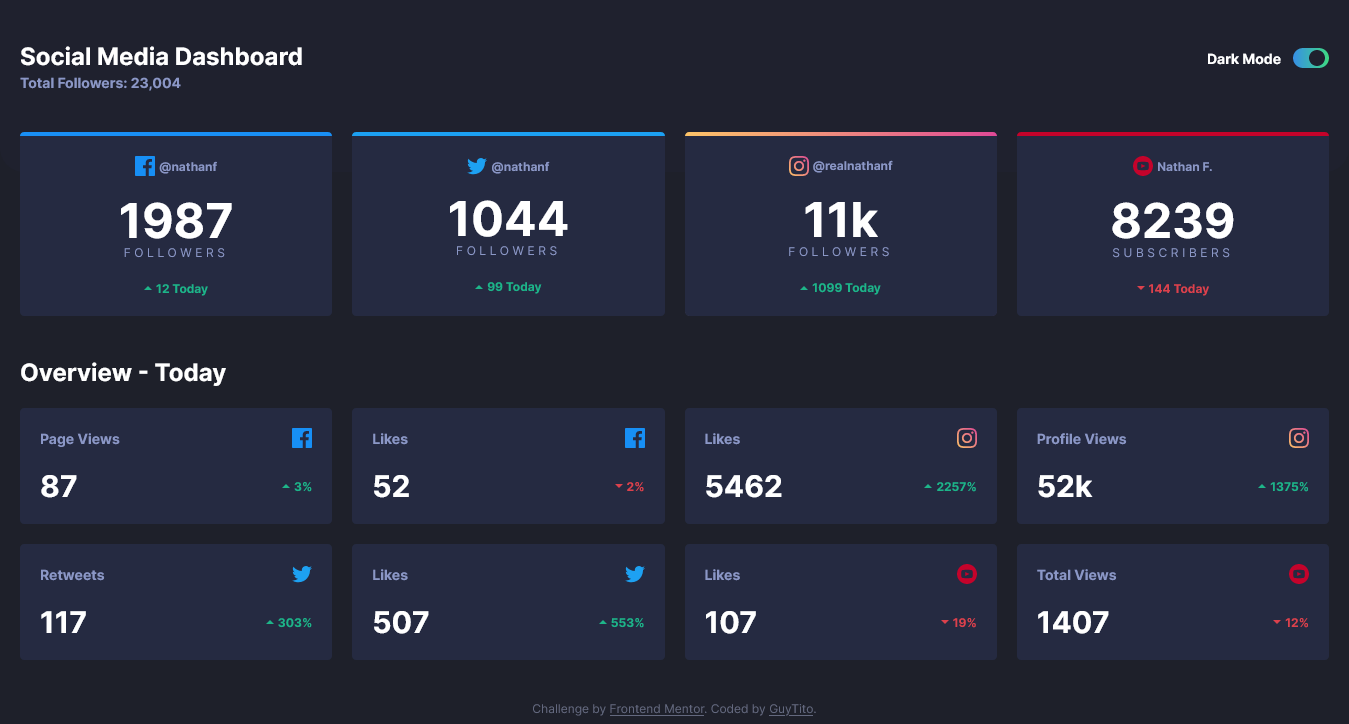 Social Media Dashboard
Total Followers: 23,004
Dark Mode
@nathanf
1987
FOLLOWERS
12 Today
@nathanf
1044
FOLLOWERS
99 Today
@realnathanf
11k
FOLLOWERS
1099 Today
Nathan F.
8239
SUBSCRIBERS
144 Today
Overview - Today
Page Views
87
3%
Likes
52
2%
Likes
5462
2257%
Profile Views
52k
1375%
Retweets
117
303%
Likes
507
553%
Likes
107
19%
Total Views
1407
12%
Challenge by Frontend Mentor. Coded by GuyTito.